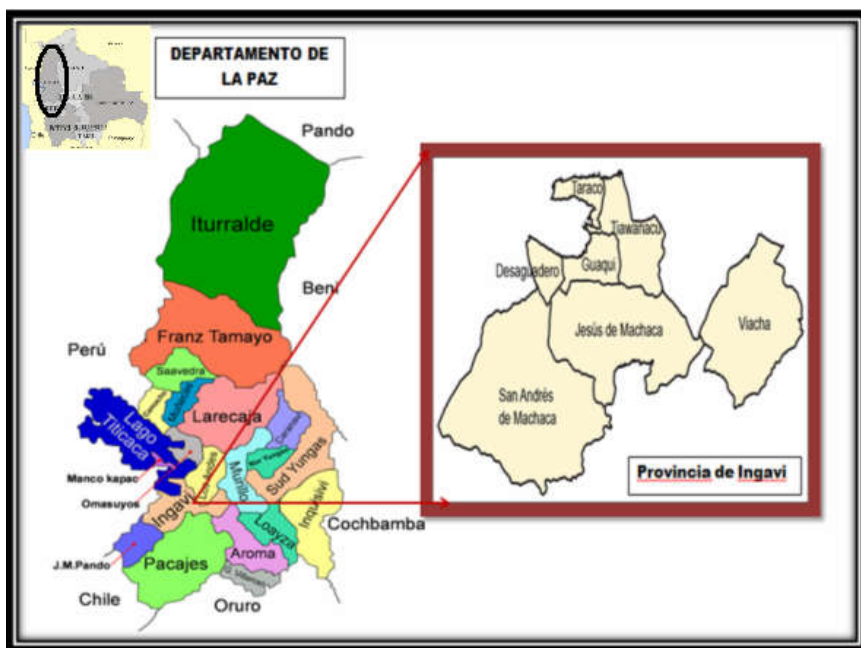 DEPARTAMENTO DE
LA PAZ
Pando
Iturralde
Beni
Franz Tamayo
Perú
Saavedra
Larecaja
Lago
Titicaca
Manco kapac
Omasuyos
Murillo
Sud Yungas
Ingavi
Inquisivi
Loayza
Cochbamba
Aroma
J.M.Pando
Pacajes
Chile
Oruro
Taraco
Tiawanacu
Guaqui
Desaguadero
Jesús de Machaca
Viacha
San Andrés
de Machaca
Provincia de Ingavi